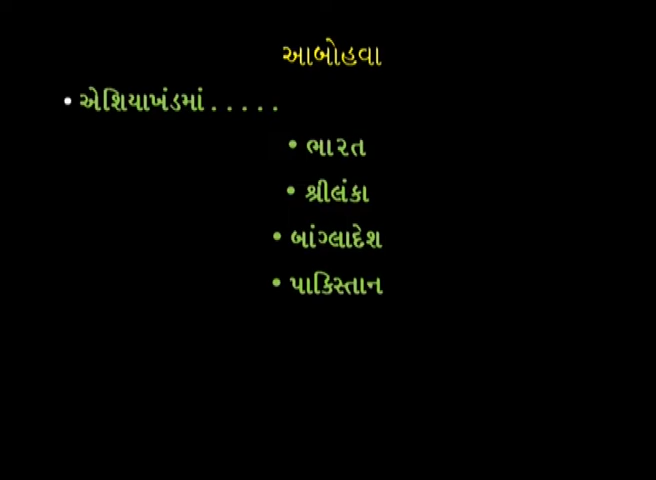 આબોહવા
• એશિયાખંડમાં . . . . .
• ભારત
• શ્રીલંકા
• બાંગ્લાદેશ
• પાકિસ્તાન